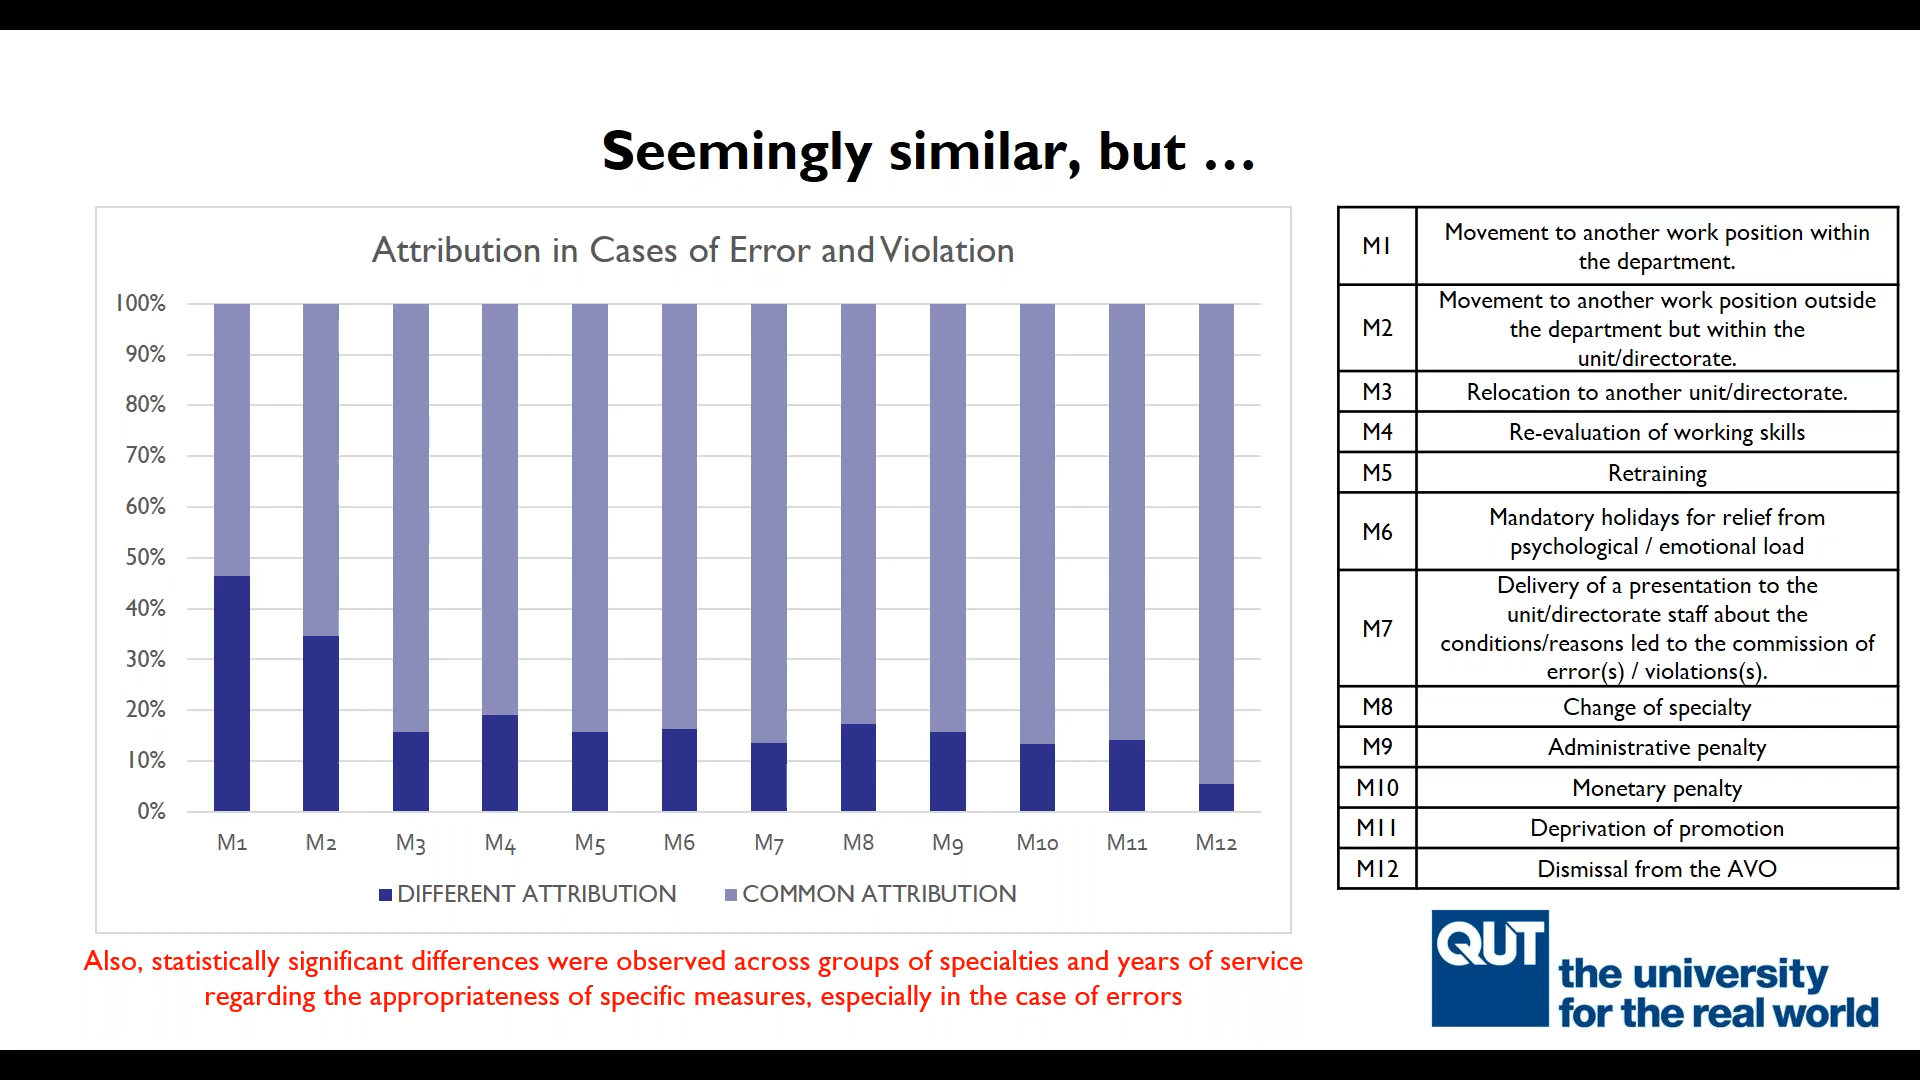 Seemingly similar, but ...
Attribution in Cases of Error and Violation
100%
90%
80%
70%
60%
50%
40%
30%
20%
10%
0%
M1 M2 M3 M4 M5 M6 M7 M8 M9 M10 M11 M12
DIFFERENT ATTRIBUTION COMMON ATTRIBUTION
M1 Movement to another work position within
the department.
M2 Movement to another work position outside
the department but within the
unit/directorate.
M3 Relocation to another unit/directorate.
M4 Re-evaluation of working skills
M5 Retraining
M6 Mandatory holidays for relief from
psychological / emotional load
M7 Delivery of a presentation to the
unit/directorate staff about the
conditions/reasons led to the commission of
error(s) / violations(s).
M8 Change of specialty
M9 Administrative penalty
M10 Monetary penalty
M11 Deprivation of promotion
M12 Dismissal from the AVO
Also, statistically significant differences were observed across groups of specialties and years of service
regarding the appropriateness of specific measures, especially in the case of errors
QUT
the university
for the real world